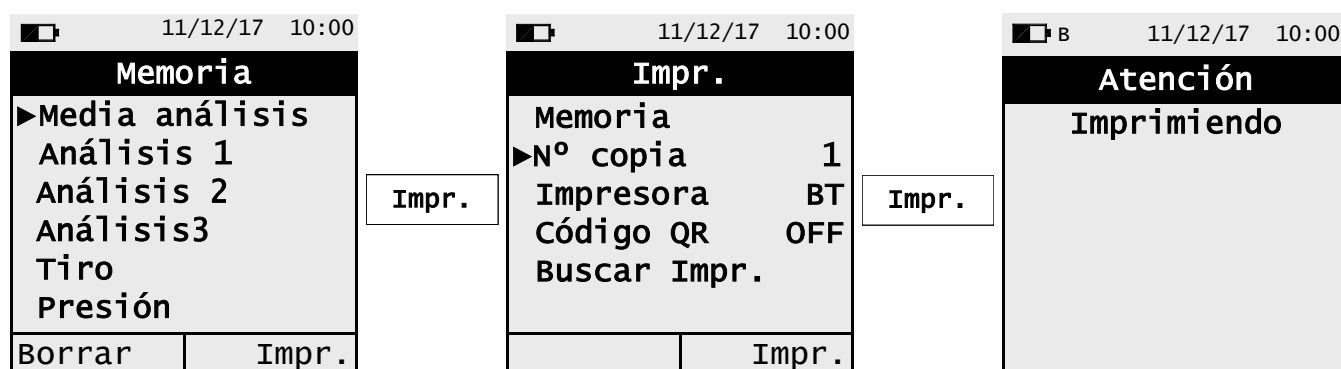 11/12/17 10:00
Memoria
►Media análisis
Análisis 1
Análisis 2
Análisis3
Tiro
Presión
Borrar Impr.
Impr.
11/12/17 10:00
Impr.
Memoria
►Nº copia 1
Impresora BT
Código QR OFF
Buscar Impr.
Impr.
Impr.
B 11/12/17 10:00
Atención
Imprimiendo